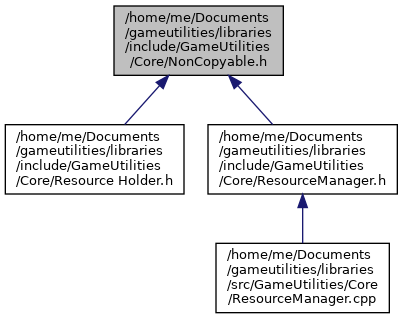 /home/me/Documents
/gameutilities/libraries
/include/GameUtilities
/Core/NonCopyable.h
/home/me/Documents
/gameutilities/libraries
/include/GameUtilities
/Core/Resource Holder.h
/home/me/Documents
/gameutilities/libraries
/include/GameUtilities
/Core/ResourceManager.h
/home/me/Documents
/gameutilities/libraries
/src/GameUtilities/Core
/ResourceManager.cpp